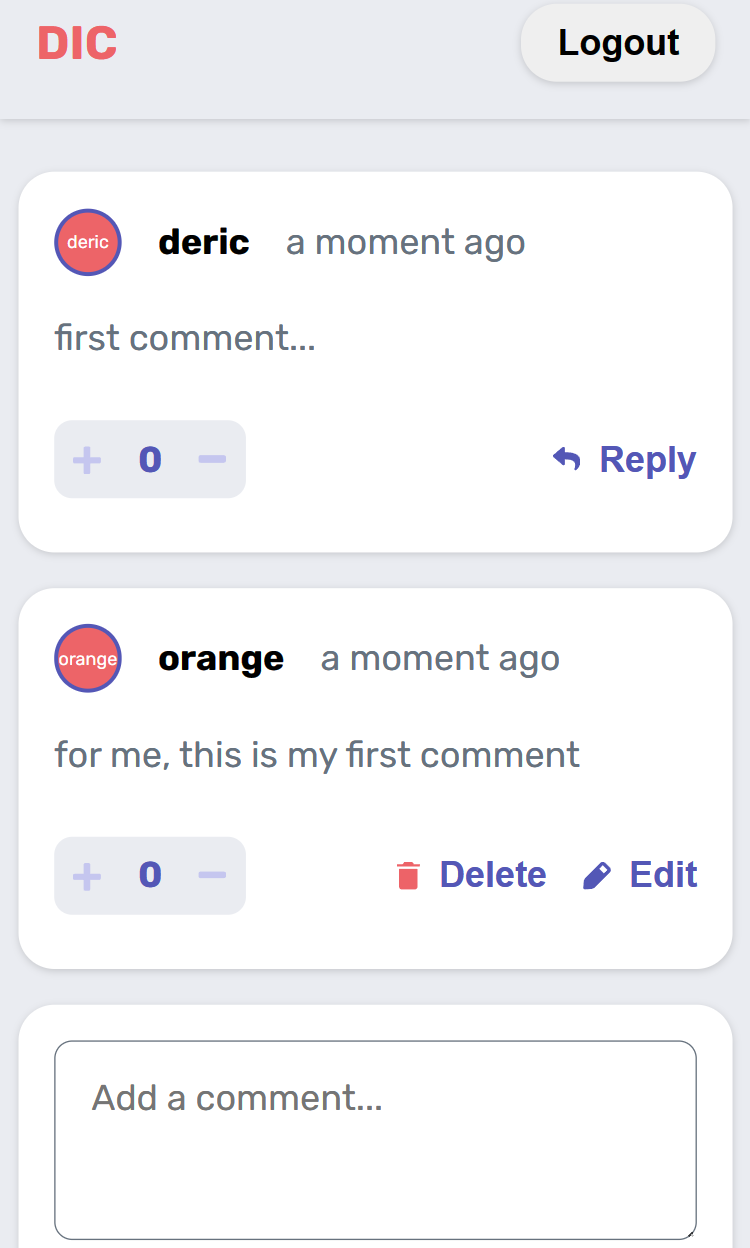 DIC Logout
deric deric a moment ago
first comment...
+ 0 − Reply
orange orange a moment ago
for me, this is my first comment
+ 0 − Delete Edit
Add a comment...